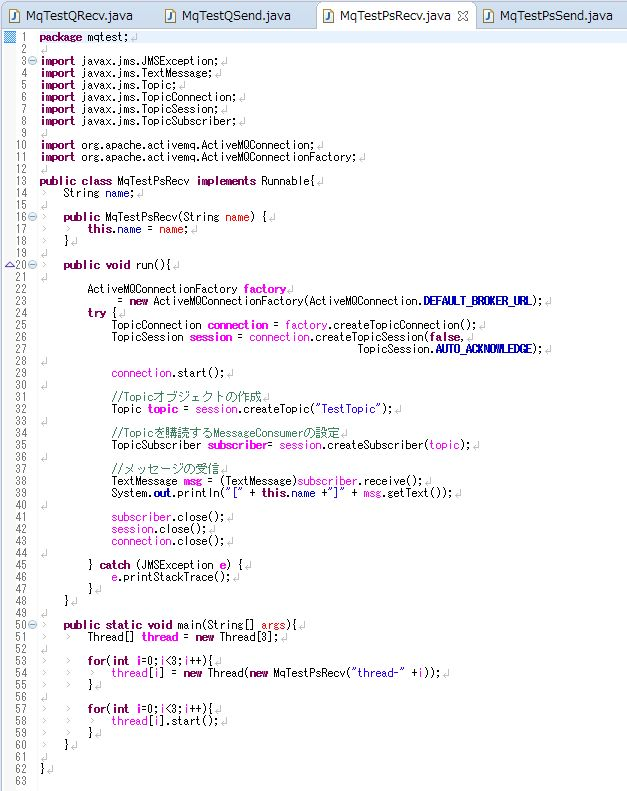 MqTestQRecv.java MqTestQSend.java MqTestPsRecv.java MqTestPsSend.java
1 package mqtest;
2
3 import javax.jms.JMSException;
4 import javax.jms.TextMessage;
5 import javax.jms.Topic;
6 import javax.jms.TopicConnection;
7 import javax.jms.TopicSession;
8 import javax.jms.TopicSubscriber;
9
10 import org.apache.activemq.ActiveMQConnection;
11 import org.apache.activemq.ActiveMQConnectionFactory;
12
13 public class MqTestPsRecv implements Runnable{
14 String name;
15
16 public MqTestPsRecv(String name) {
17 this.name = name;
18 }
19
20 public void run(){
21
22 ActiveMQConnectionFactory factory
23 = new ActiveMQConnectionFactory(ActiveMQConnection.DEFAULT_BROKER_URL);
24 try {
25 TopicConnection connection = factory.createTopicConnection();
26 TopicSession session = connection.createTopicSession(false,
27 TopicSession.AUTO_ACKNOWLEDGE);
28
29 connection.start();
30
31 //Topicオブジェクトの作成
32 Topic topic = session.createTopic("TestTopic");
33
34 //Topicを購読するMessageConsumerの設定
35 TopicSubscriber subscriber= session.createSubscriber(topic);
36
37 //メッセージの受信
38 TextMessage msg = (TextMessage)subscriber.receive();
39 System.out.println("[" + this.name +"]" + msg.getText());
40
41 subscriber.close();
42 session.close();
43 connection.close();
44
45 } catch (JMSException e) {
46 e.printStackTrace();
47 }
48 }
49
50 public static void main(String[] args){
51 Thread[] thread = new Thread[3];
52
53 for(int i=0;i<3;i++){
54 thread[i] = new Thread(new MqTestPsRecv("thread-" +i));
55 }
56
57 for(int i=0;i<3;i++){
58 thread[i].start();
59 }
60 }
61
62 }
63